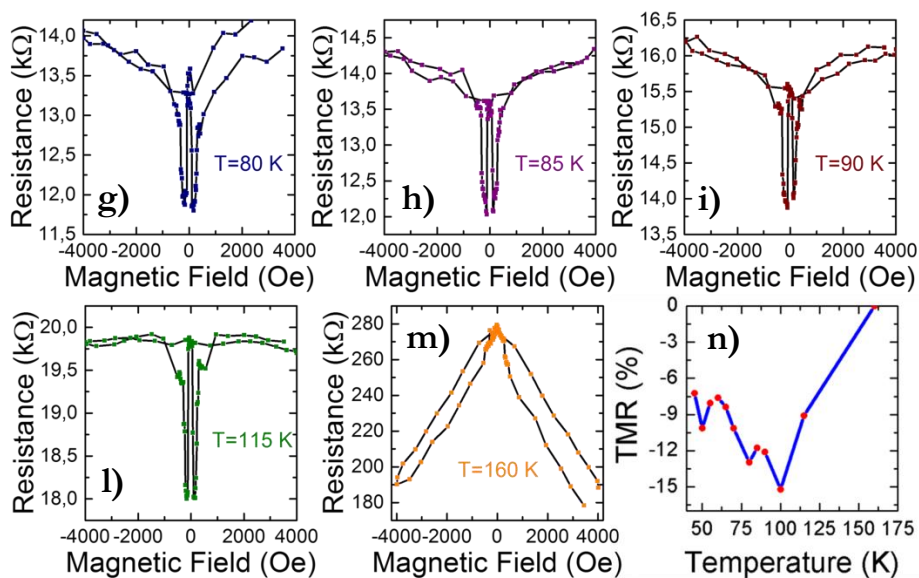 Resistance (kΩ)
14,0
13,5
13,0
12,5
12,0
11,5
-4000 -2000 0 2000 4000
Magnetic Field (Oe)
T=80 K
g)
Resistance (kΩ)
14,5
14,0
13,5
13,0
12,5
12,0
-4000 -2000 0 2000 4000
Magnetic Field (Oe)
T=85 K
h)
Resistance (kΩ)
16,5
16,0
15,5
15,0
14,5
14,0
13,5
-4000 -2000 0 2000 4000
Magnetic Field (Oe)
T=90 K
i)
Resistance (kΩ)
20,0
19,5
19,0
18,5
18,0
-4000 -2000 0 2000 4000
Magnetic Field (Oe)
T=115 K
l)
Resistance (kΩ)
280
260
240
220
200
180
-4000 -2000 0 2000 4000
Magnetic Field (Oe)
T=160 K
m)
TMR (%)
0
-3
-6
-9
-12
-15
50 75 100 125 150 175
Temperature (K)
n)